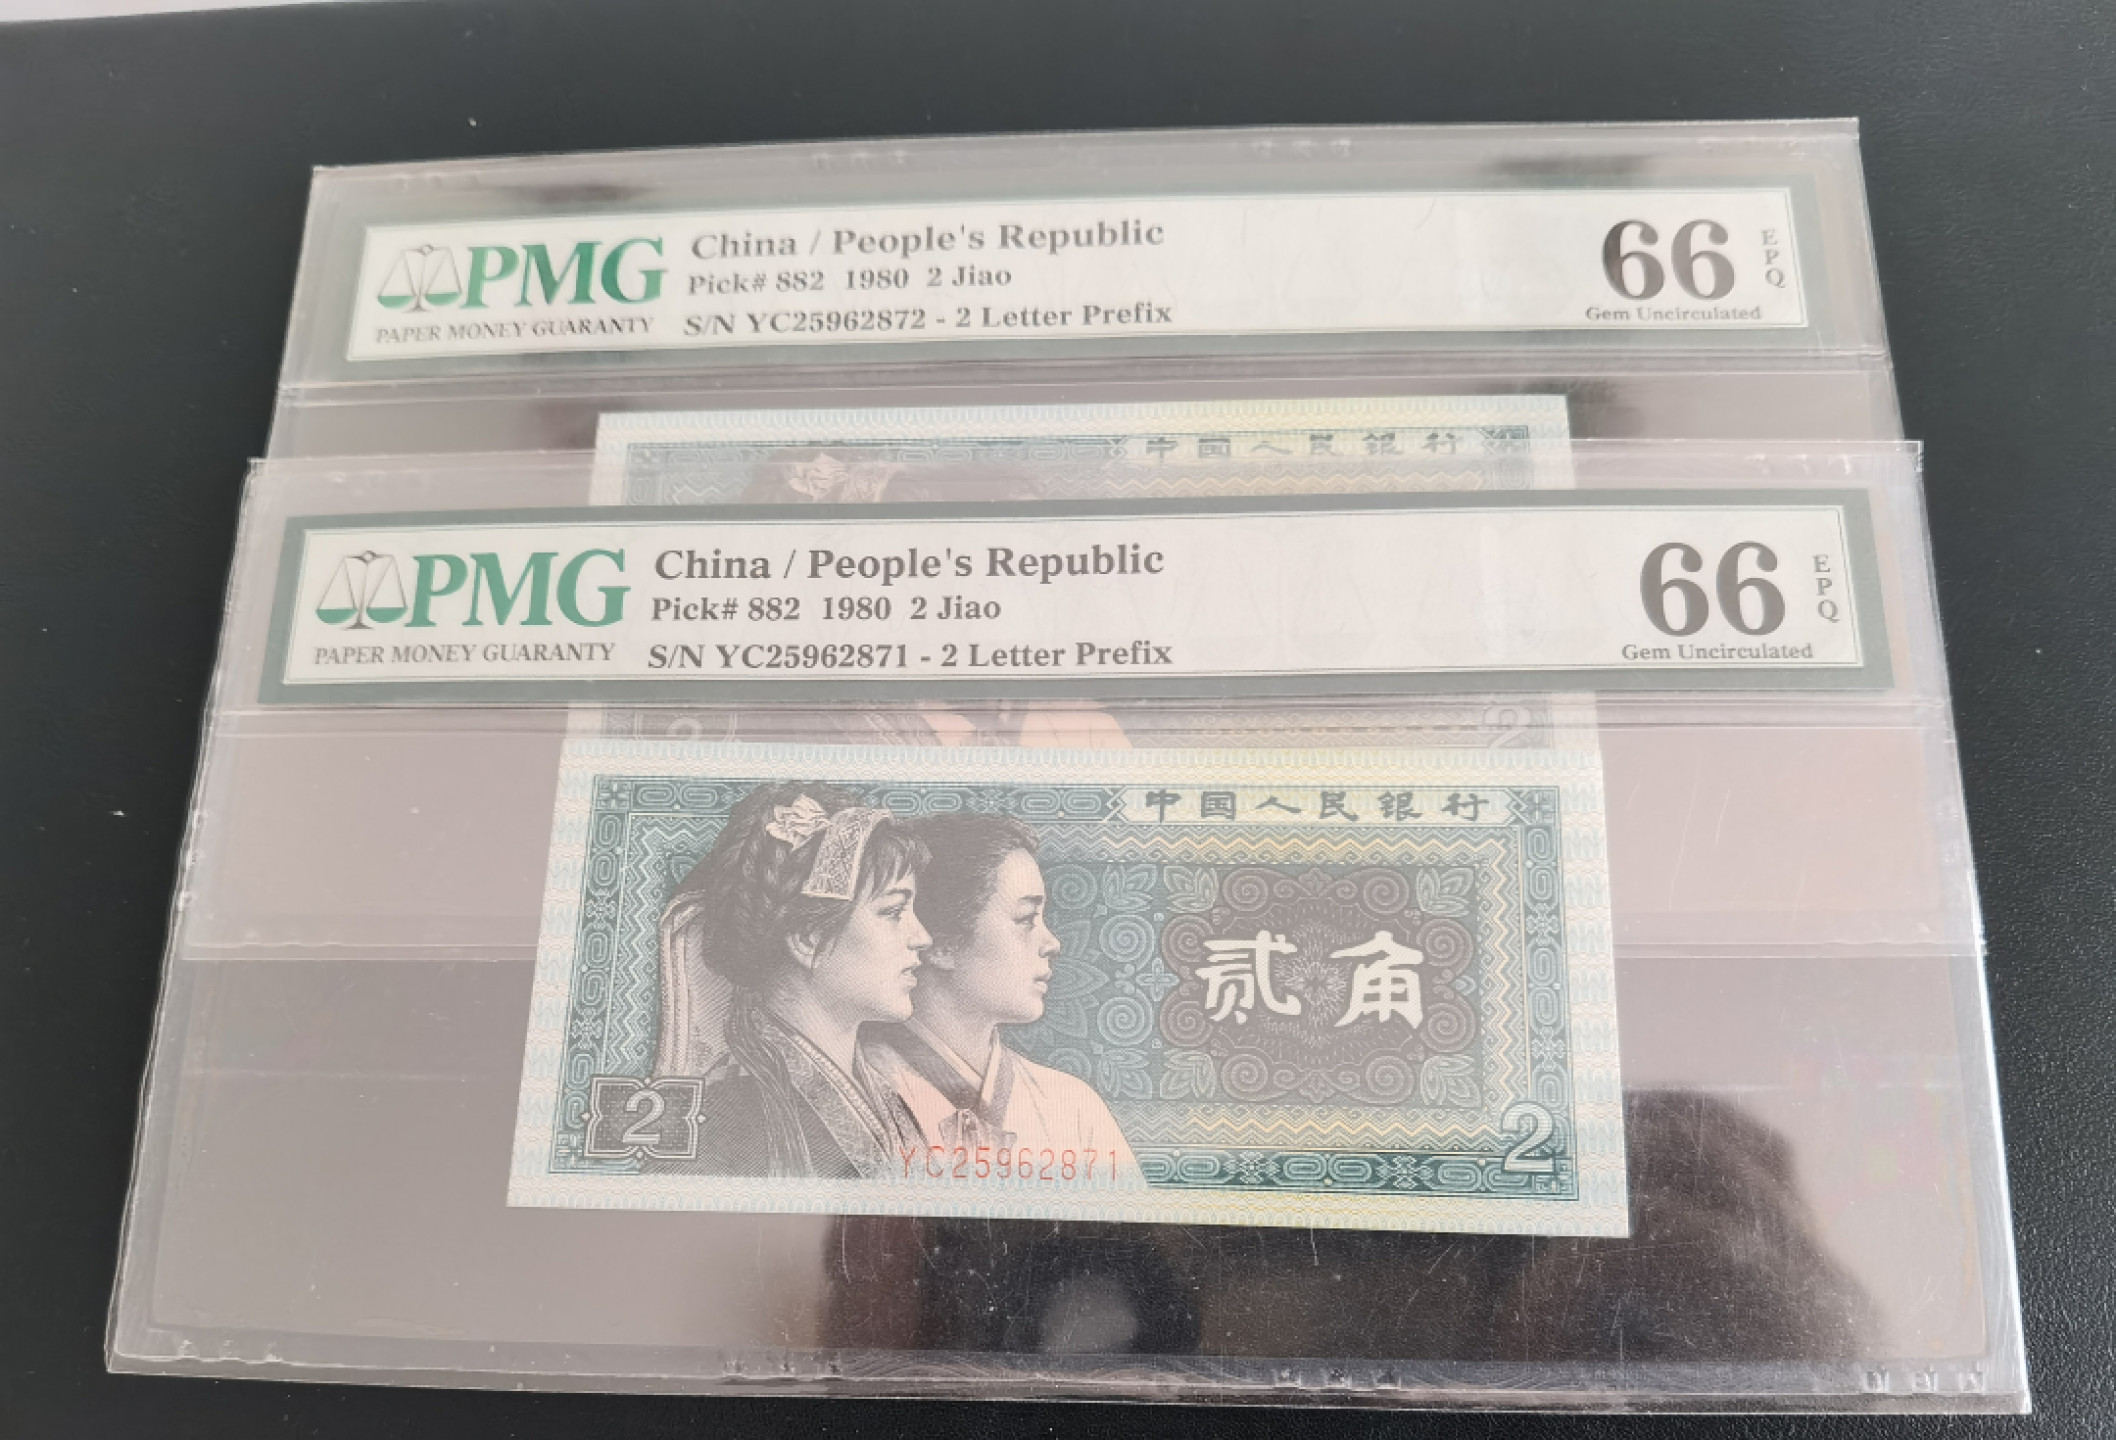 PMG
PAPER MONEY GUARANTY
China / People's Republic
Pick# 882 1980 2 Jiao
S/N YC25962872 - 2 Letter Prefix
66
EPQ
Gem Uncirculated
中国人民银行
PMG
PAPER MONEY GUARANTY
China / People's Republic
Pick# 882 1980 2 Jiao
S/N YC25962871 - 2 Letter Prefix
66
EPQ
Gem Uncirculated
2
2
中国人民银行
贰角
2
YC25962871
2